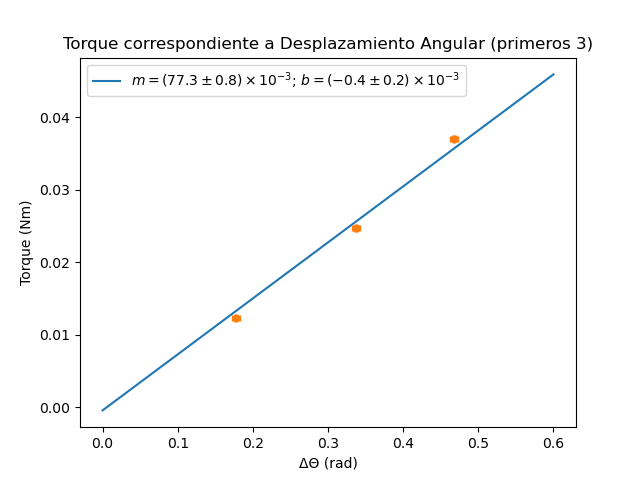 Torque correspondiente a Desplazamiento Angular (primeros 3)
m = (77.3 ± 0.8) × 10⁻³; b = (−0.4 ± 0.2) × 10⁻³
0.04
0.03
0.02
0.01
0.00
Torque (Nm)
0.0 0.1 0.2 0.3 0.4 0.5 0.6
ΔΘ (rad)